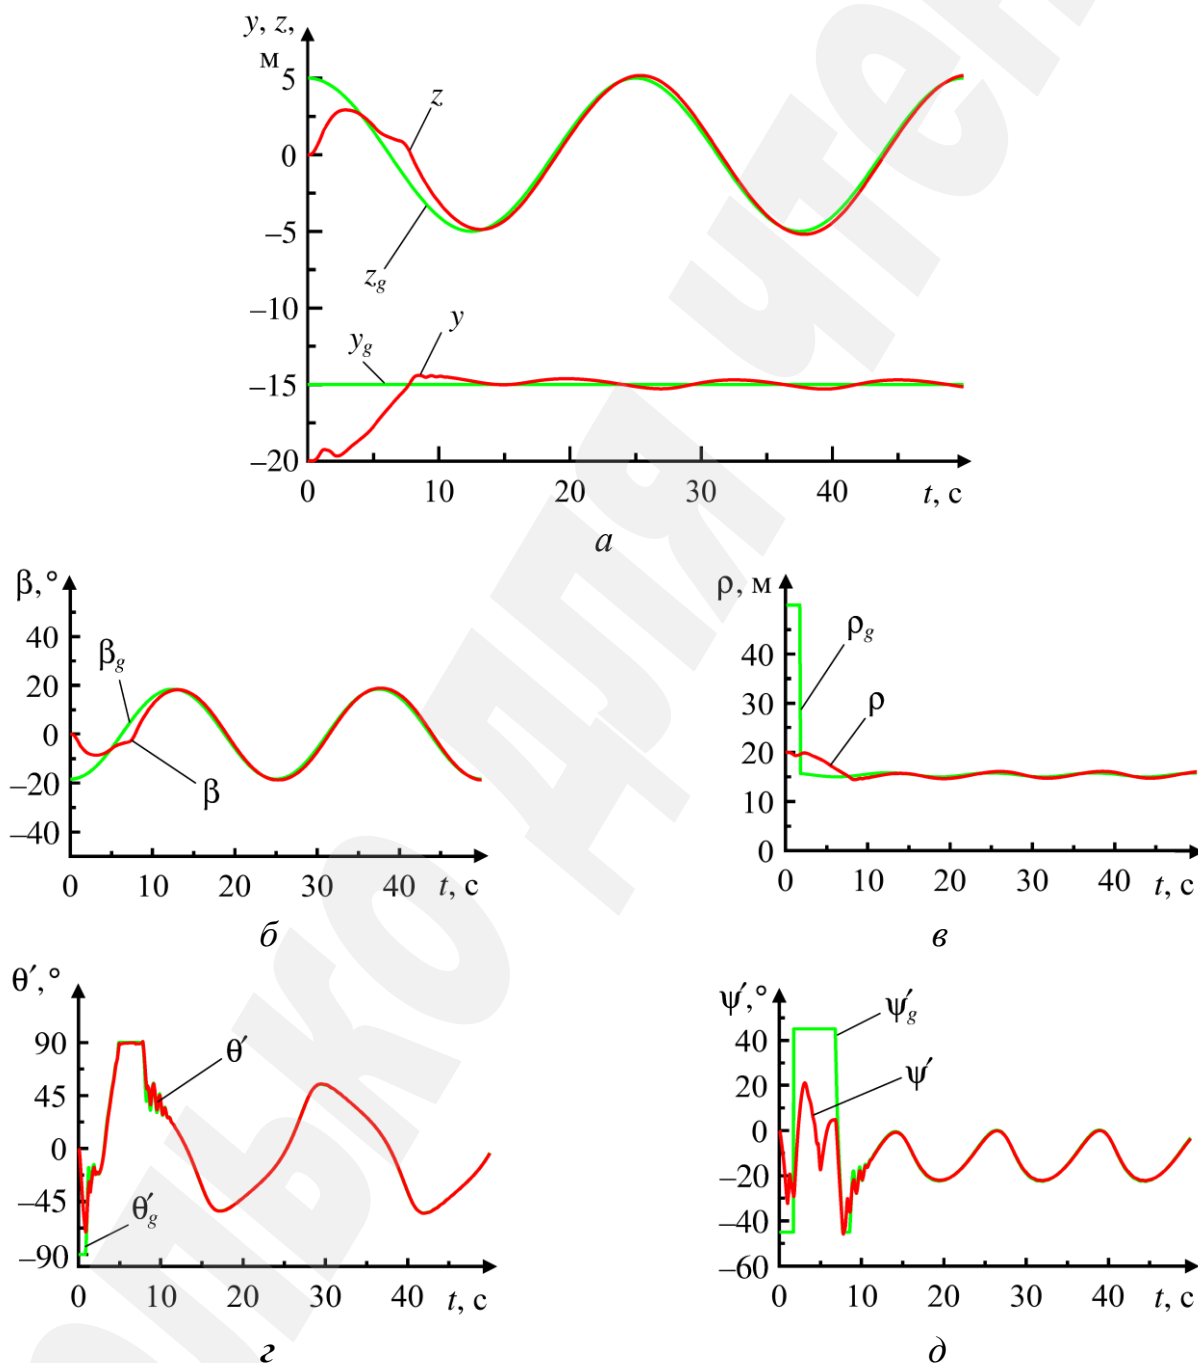 y, z,
м
5
0
–5
–10
–15
–20
z
z_g
y_g
y
0 10 20 30 40 t, с
а
β, °
40
20
0
–20
–40
β_g
β
0 10 20 30 40 t, с
б
ρ, м
40
30
20
10
0
ρ_g
ρ
0 10 20 30 40 t, с
в
θ′, °
90
45
0
–45
–90
θ′
θ′_g
0 10 20 30 40 t, с
г
ψ′, °
40
20
0
–20
–40
–60
ψ′_g
ψ′
0 10 20 30 40 t, с
д
только для чтен